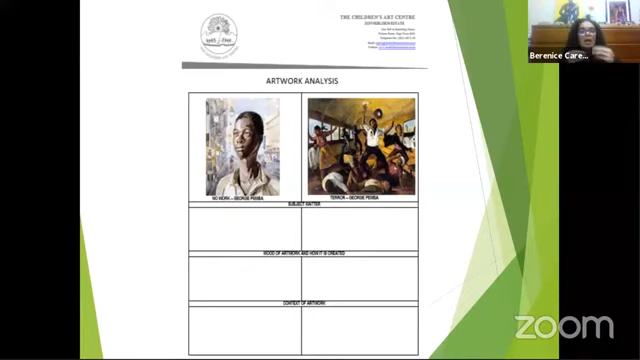 THE CHILDREN'S ART CENTRE
ARTWORK ANALYSIS
NO WORK – GEORGE PEMBA
TERROR – GEORGE PEMBA
SUBJECT MATTER
MOOD OF ARTWORK AND HOW IT IS CREATED
CONTEXT OF ARTWORK
Berenice Care...
zoom